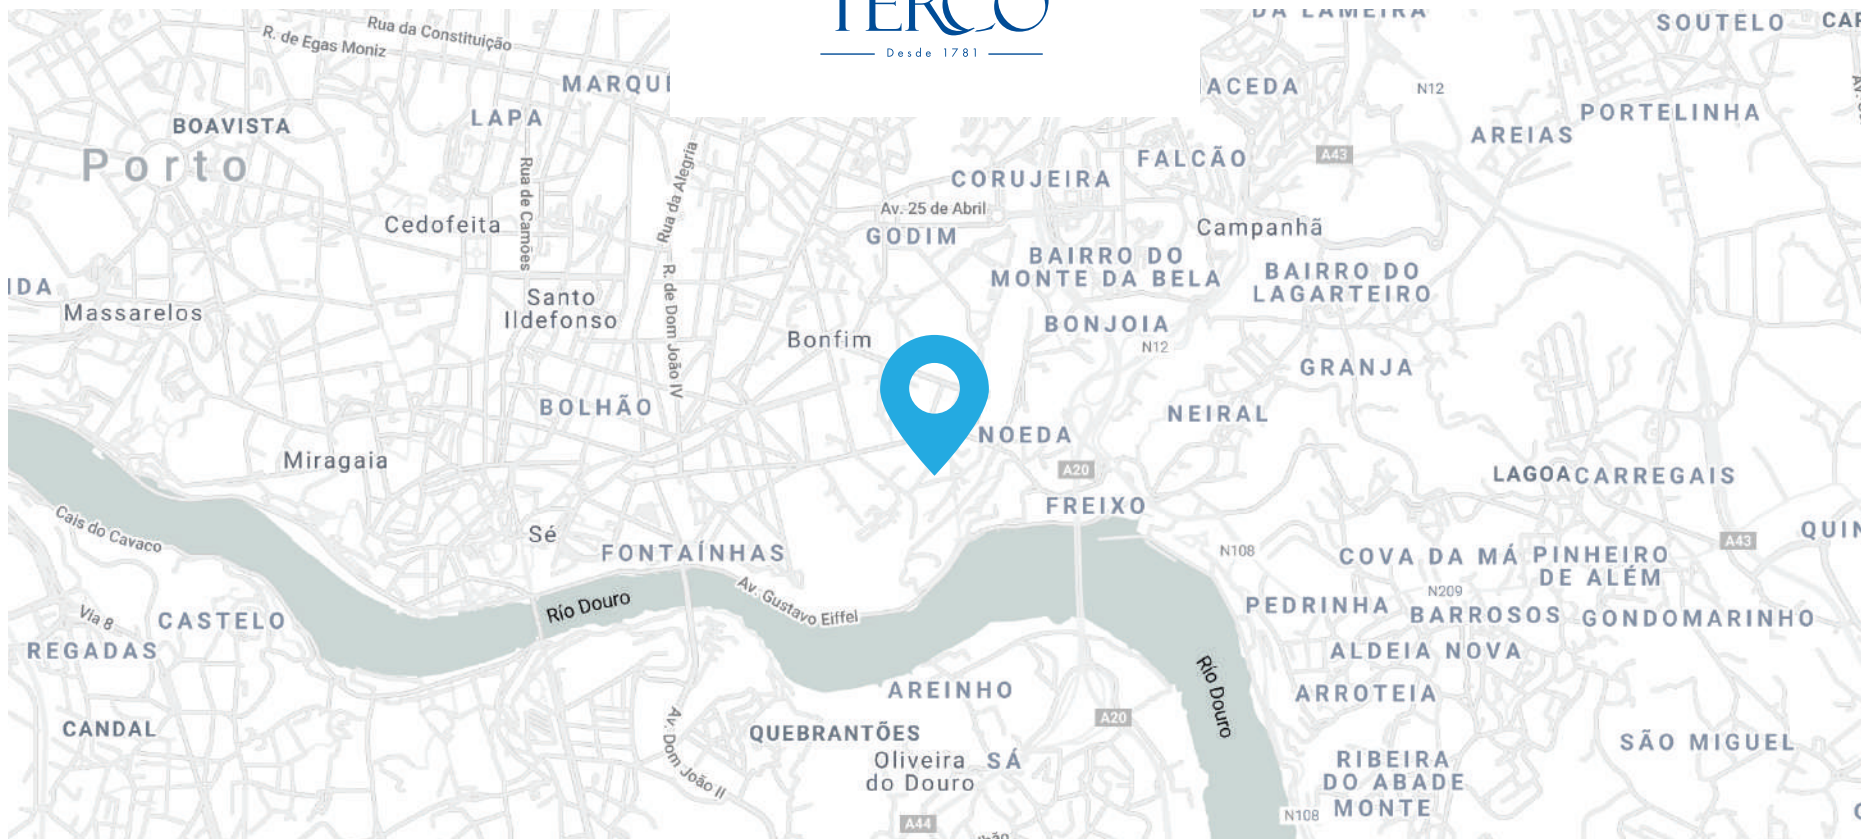 Desde 1781
DA LAMEIRA
SOUTELO
Rua da Constituição
R. de Egas Moniz
N12
PORTELINHA
LAPA
BOAVISTA
AREIAS
Porto
FALCÃO
A43
CORUJEIRA
Rua de Camões
Rua da Alegria
Av. 25 de Abril
Cedofeita
GODIM
Campanhã
BAIRRO DO
MONTE DA BELA
BAIRRO DO
LAGARTEIRO
Massarelos
Santo
Ildefonso
R. de Dom João IV
BONJOIA
Bonfim
N12
GRANJA
BOLHÃO
NEIRAL
NOEDA
Miragaia
A20
LAGOA
CARREGAIS
FREIXO
Cais do Cavaco
Sé
FONTAÍNHAS
N108
A43
COVA DA MÁ
PINHEIRO
DE ALÉM
Av. Gustavo Eiffel
N209
Río Douro
PEDRINHA
BARROSOS
GONDOMARINHO
Via 8
CASTELO
REGADAS
ALDEIA NOVA
AREINHO
ARROTEIA
Río Douro
A20
CANDAL
QUEBRANTÕES
Av. Dom João II
Oliveira
do Douro
SÁ
SÃO MIGUEL
RIBEIRA
DO ABADE
MONTE
N108
A44